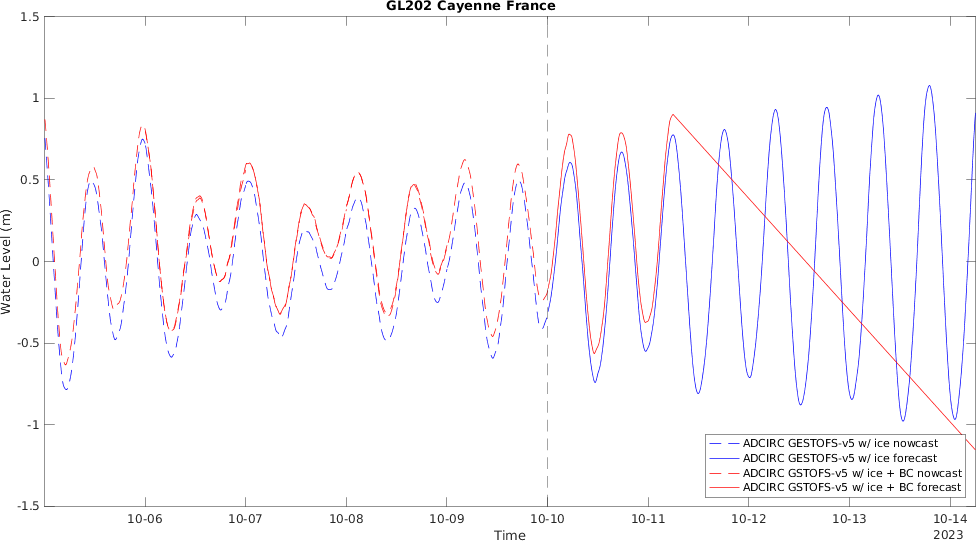 GL202 Cayenne France
1.5
1
0.5
0
-0.5
-1
-1.5
Water Level (m)
10-06 10-07 10-08 10-09 10-10 10-11 10-12 10-13 10-14
2023
Time
ADCIRC GESTOFS-v5 w/ ice nowcast
ADCIRC GESTOFS-v5 w/ ice forecast
ADCIRC GSTOFS-v5 w/ ice + BC nowcast
ADCIRC GSTOFS-v5 w/ ice + BC forecast